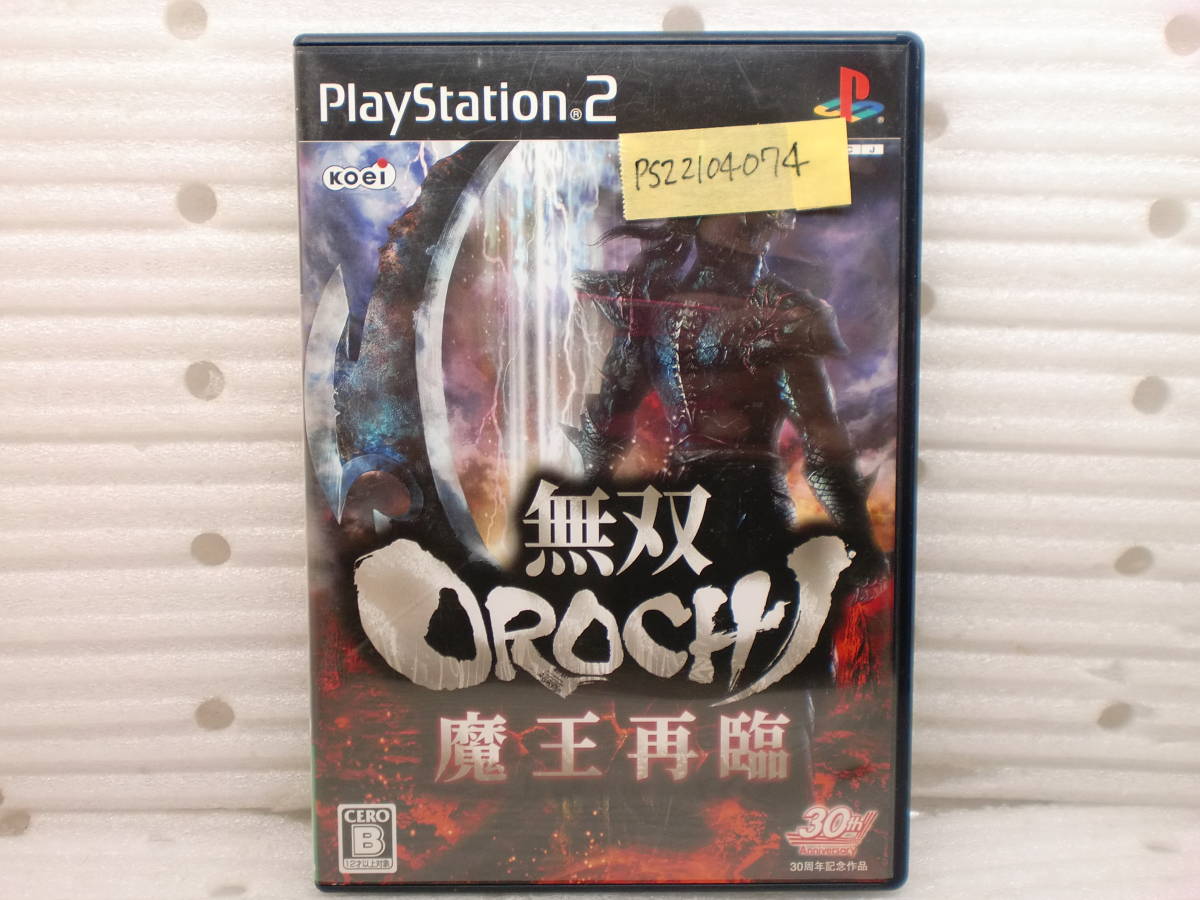 PlayStation®2
PS22104074
C J
KOEI®
無双
OROCHI
魔王再臨
CERO
B
12才以上対象
30th
Anniversary
30周年記念作品